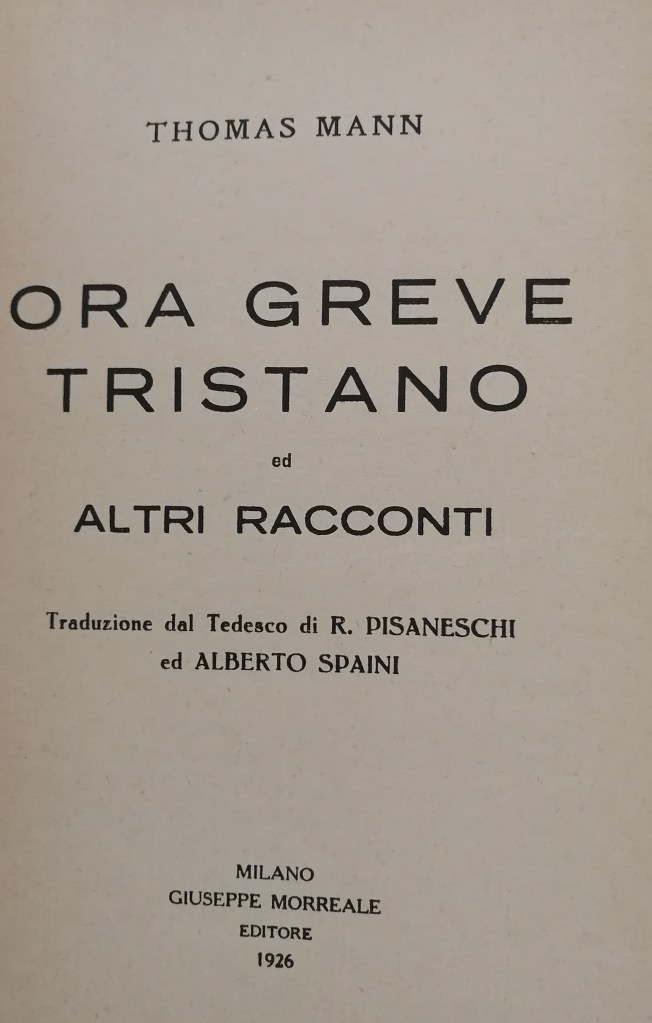 THOMAS MANN
ORA GREVE
TRISTANO
ed
ALTRI RACCONTI
Traduzione dal Tedesco di R. PISANESCHI
ed ALBERTO SPAINI
MILANO
GIUSEPPE MORREALE
EDITORE
1926